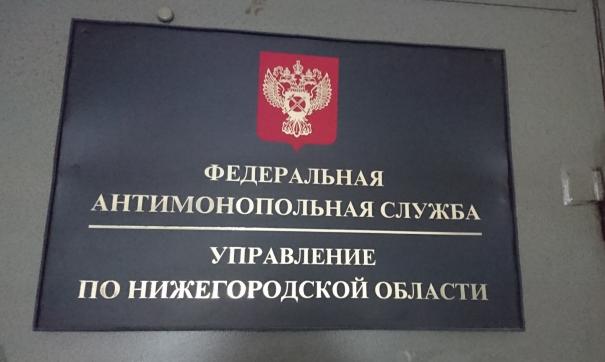 ФЕДЕРАЛЬНАЯ
АНТИМОНОПОЛЬНАЯ СЛУЖБА
УПРАВЛЕНИЕ
ПО НИЖЕГОРОДСКОЙ ОБЛАСТИ